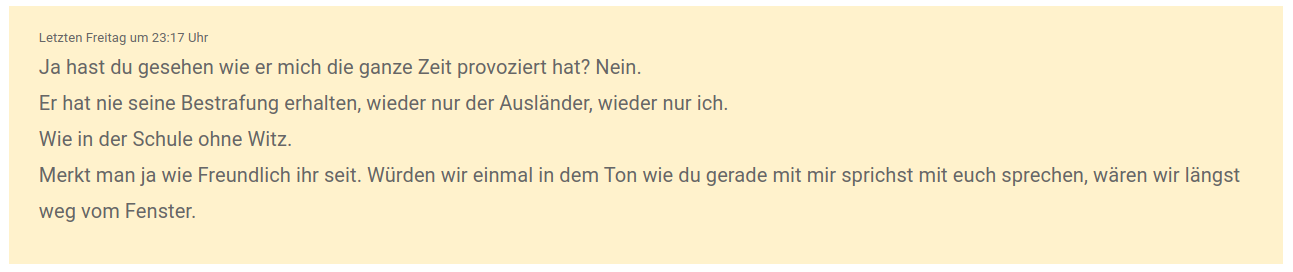 Letzten Freitag um 23:17 Uhr
Ja hast du gesehen wie er mich die ganze Zeit provoziert hat? Nein.
Er hat nie seine Bestrafung erhalten, wieder nur der Ausländer, wieder nur ich.
Wie in der Schule ohne Witz.
Merkt man ja wie Freundlich ihr seit. Würden wir einmal in dem Ton wie du gerade mit mir sprichst mit euch sprechen, wären wir längst
weg vom Fenster.